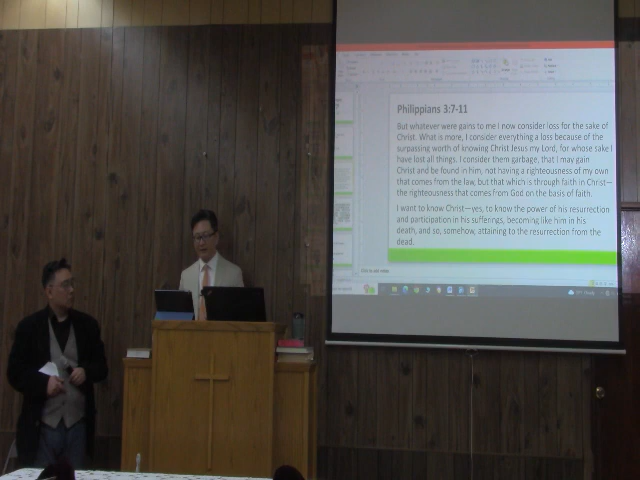 Philippians 3:7-11
But whatever were gains to me I now consider loss for the sake of
Christ. What is more, I consider everything a loss because of the
surpassing worth of knowing Christ Jesus my Lord, for whose sake I
have lost all things. I consider them garbage, that I may gain
Christ and be found in him, not having a righteousness of my own
that comes from the law, but that which is through faith in Christ—
the righteousness that comes from God on the basis of faith.
I want to know Christ—yes, to know the power of his resurrection
and participation in his sufferings, becoming like him in his
death, and so, somehow, attaining to the resurrection from the
dead.